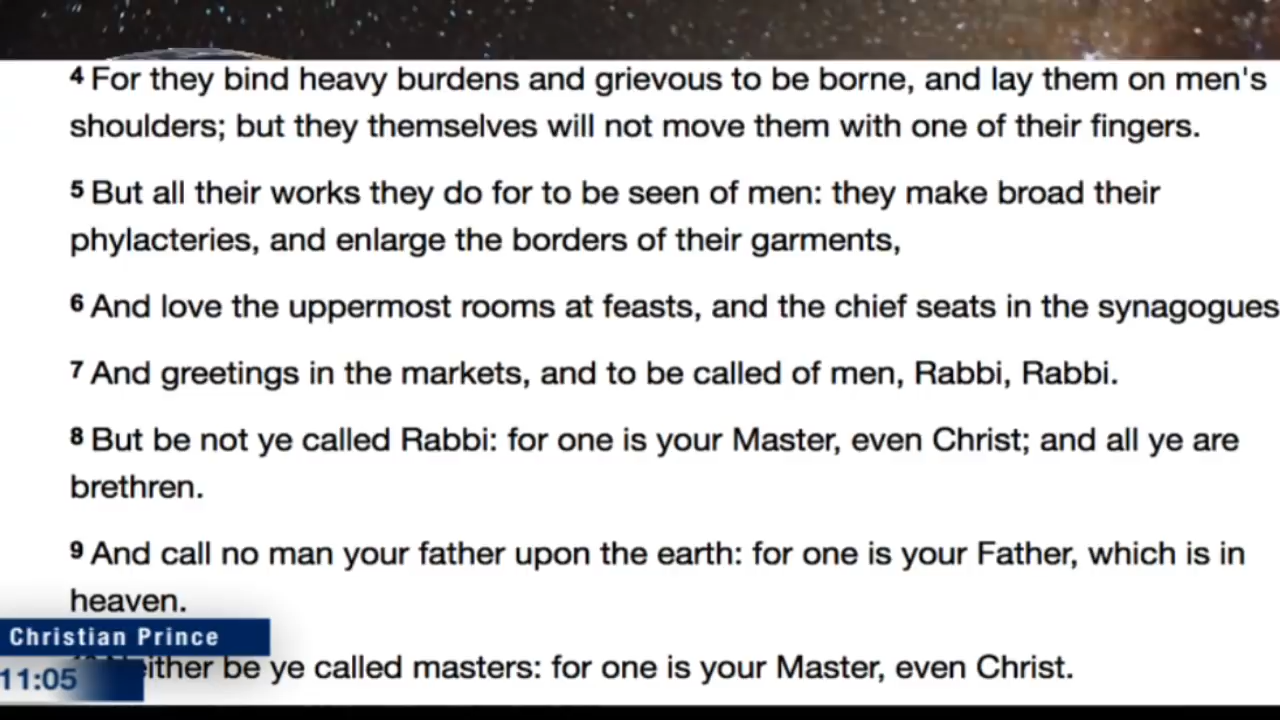 4 For they bind heavy burdens and grievous to be borne, and lay them on men's
shoulders; but they themselves will not move them with one of their fingers.
5 But all their works they do for to be seen of men: they make broad their
phylacteries, and enlarge the borders of their garments,
6 And love the uppermost rooms at feasts, and the chief seats in the synagogues
7 And greetings in the markets, and to be called of men, Rabbi, Rabbi.
8 But be not ye called Rabbi: for one is your Master, even Christ; and all ye are
brethren.
9 And call no man your father upon the earth: for one is your Father, which is in
heaven.
Christian Prince
be ye called masters: for one is your Master, even Christ.
11:05